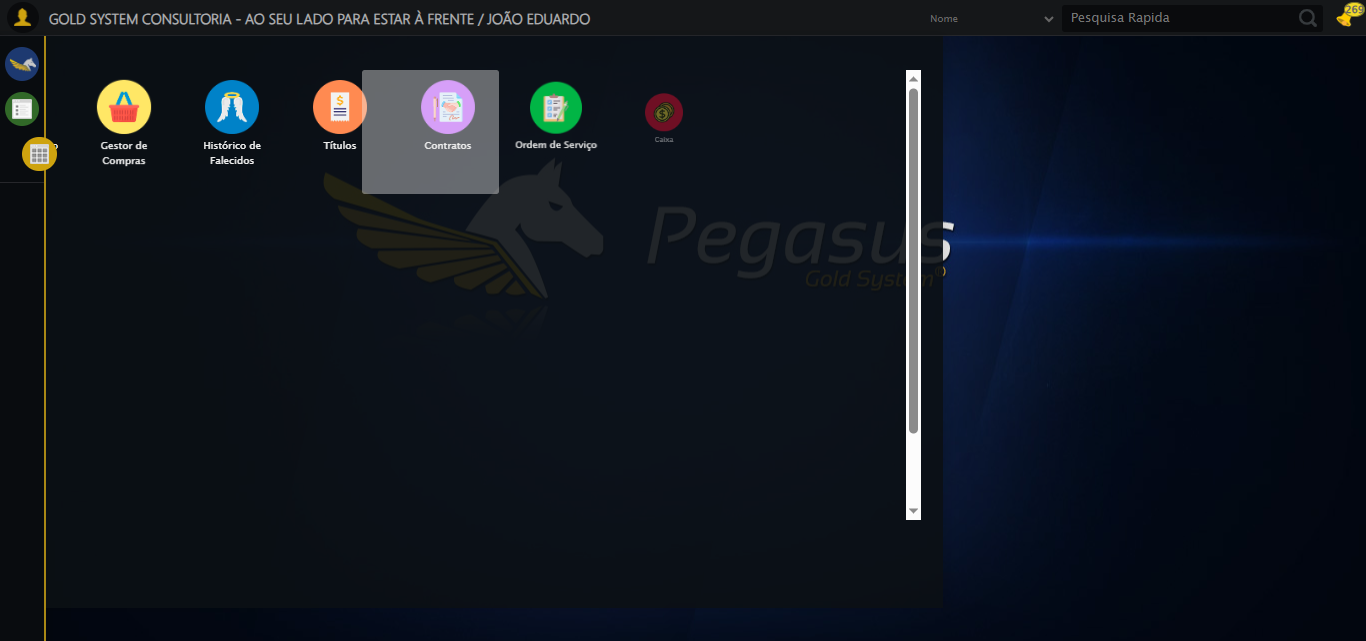 GOLD SYSTEM CONSULTORIA - AO SEU LADO PARA ESTAR À FRENTE / JOÃO EDUARDO
Nome
Pesquisa Rapida
269
o
Gestor de
Compras
Histórico de
Falecidos
Títulos
Contratos
Ordem de Serviço
Caixa
Pegasus
Gold System®